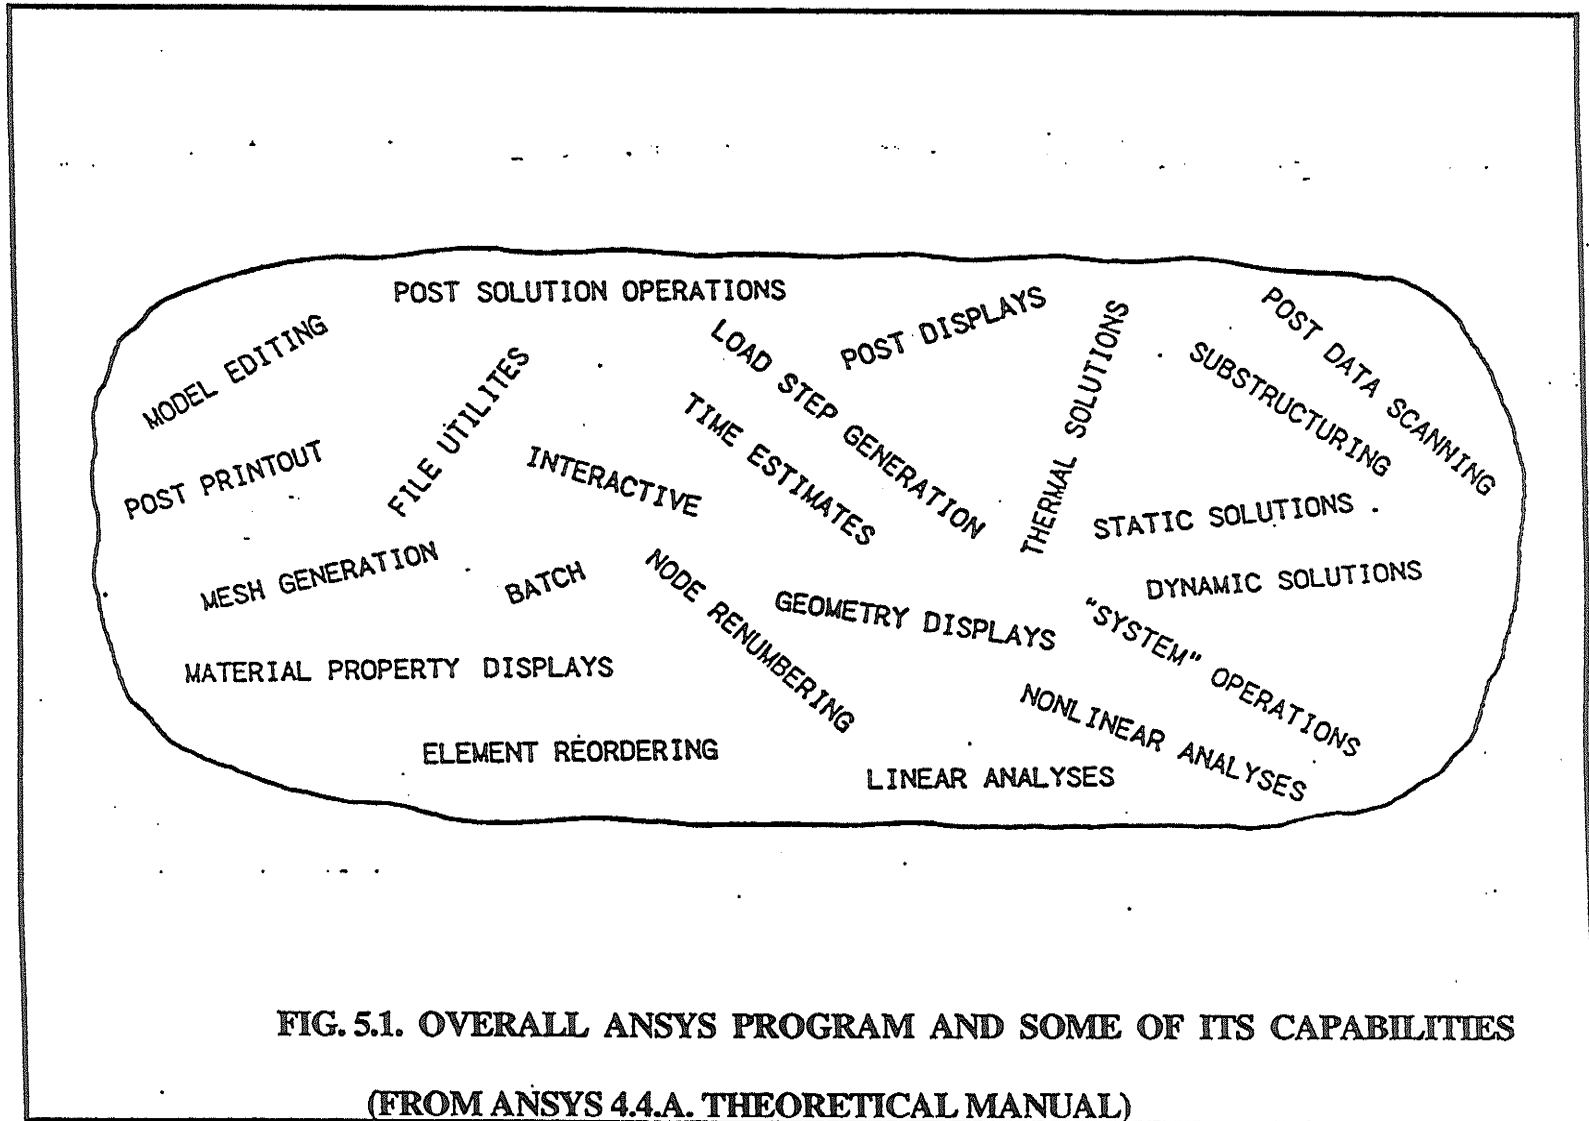 POST SOLUTION OPERATIONS
MODEL EDITING
FILE UTILITES
LOAD STEP GENERATION
POST DISPLAYS
THERMAL SOLUTIONS
POST DATA SCANNING
SUBSTRUCTURING
TIME ESTIMATES
POST PRINTOUT
INTERACTIVE
STATIC SOLUTIONS
MESH GENERATION
BATCH
NODE RENUMBERING
GEOMETRY DISPLAYS
DYNAMIC SOLUTIONS
"SYSTEM" OPERATIONS
MATERIAL PROPERTY DISPLAYS
NONLINEAR ANALYSES
ELEMENT REORDERING
LINEAR ANALYSES
FIG. 5.1. OVERALL ANSYS PROGRAM AND SOME OF ITS CAPABILITIES
(FROM ANSYS 4.4.A. THEORETICAL MANUAL)